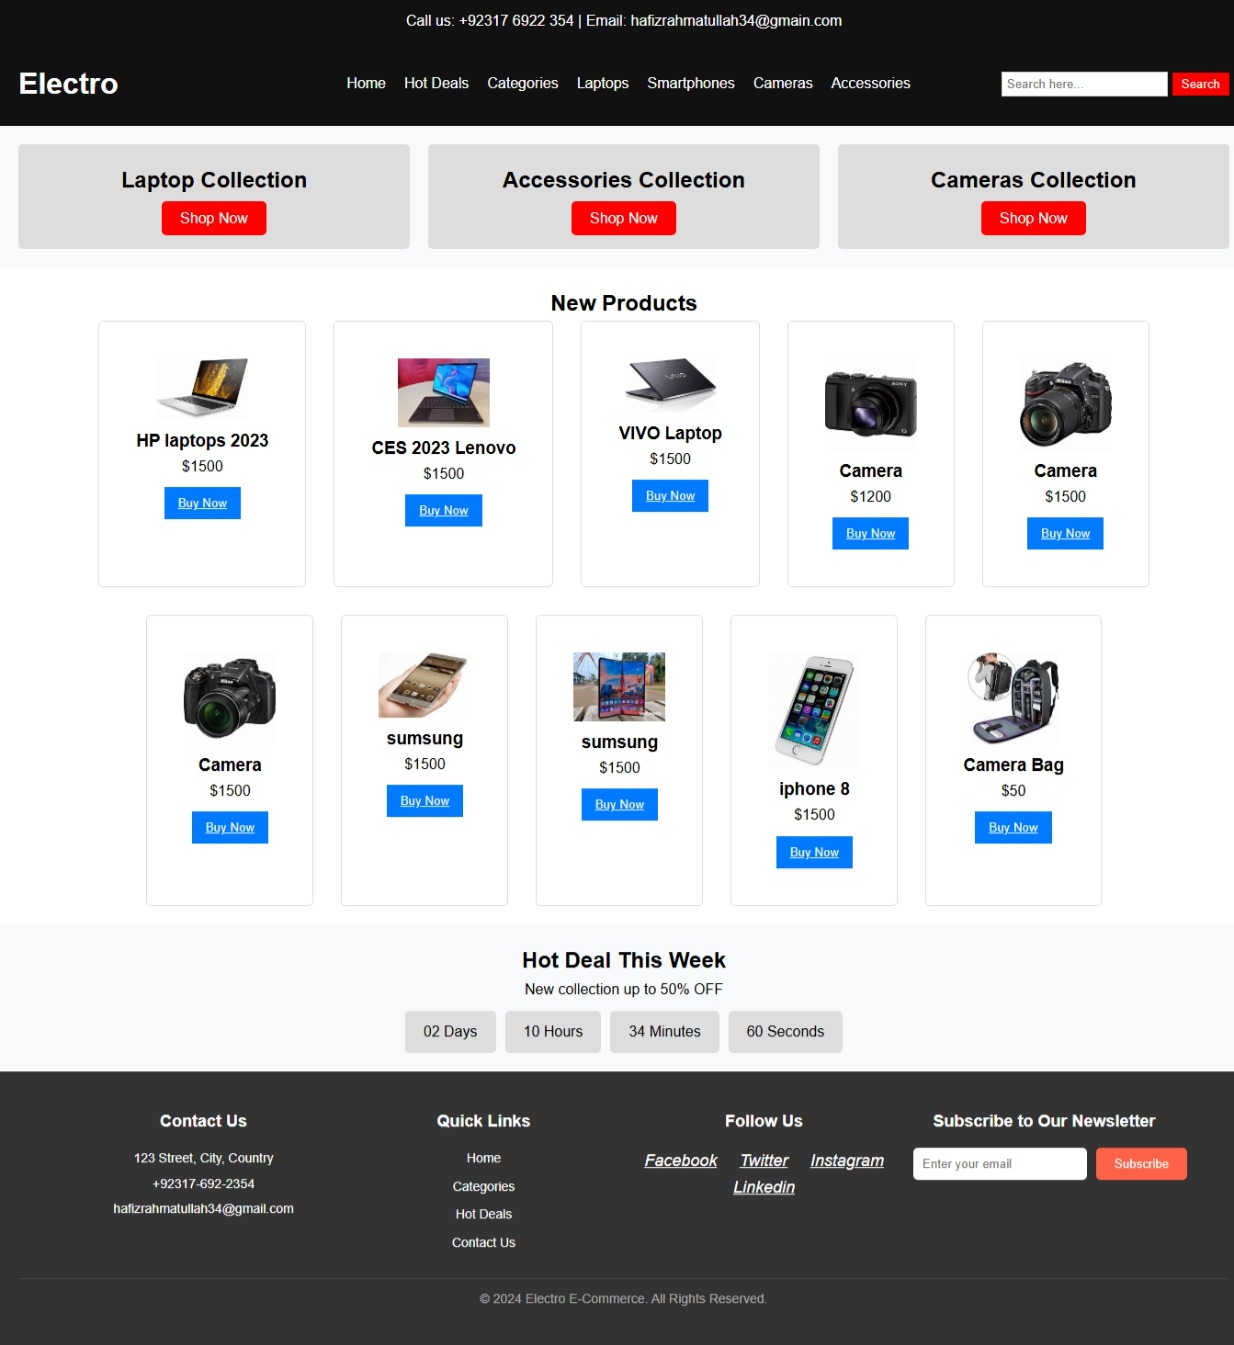 Call us: +92317 6922 354 | Email: hafizrahmatullah34@gmain.com
Electro
Home Hot Deals Categories Laptops Smartphones Cameras Accessories
Search here... Search
Laptop Collection
Shop Now
Accessories Collection
Shop Now
Cameras Collection
Shop Now
New Products
HP laptops 2023
$1500
Buy Now
CES 2023 Lenovo
$1500
Buy Now
VAIO
VIVO Laptop
$1500
Buy Now
SONY
Camera
$1200
Buy Now
Nikon
Camera
$1500
Buy Now
Nikon
Camera
$1500
Buy Now
sumsung
$1500
Buy Now
sumsung
$1500
Buy Now
iphone 8
$1500
Buy Now
Camera Bag
$50
Buy Now
Hot Deal This Week
New collection up to 50% OFF
02 Days 10 Hours 34 Minutes 60 Seconds
Contact Us
123 Street, City, Country
+92317-692-2354
hafizrahmatullah34@gmail.com
Quick Links
Home
Categories
Hot Deals
Contact Us
Follow Us
Facebook Twitter Instagram
Linkedin
Subscribe to Our Newsletter
Enter your email Subscribe
© 2024 Electro E-Commerce. All Rights Reserved.